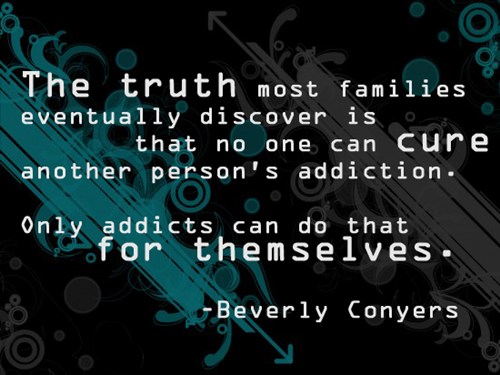 The truth most families
eventually discover is
that no one can cure
another person's addiction.
Only addicts can do that
for themselves.
-Beverly Conyers